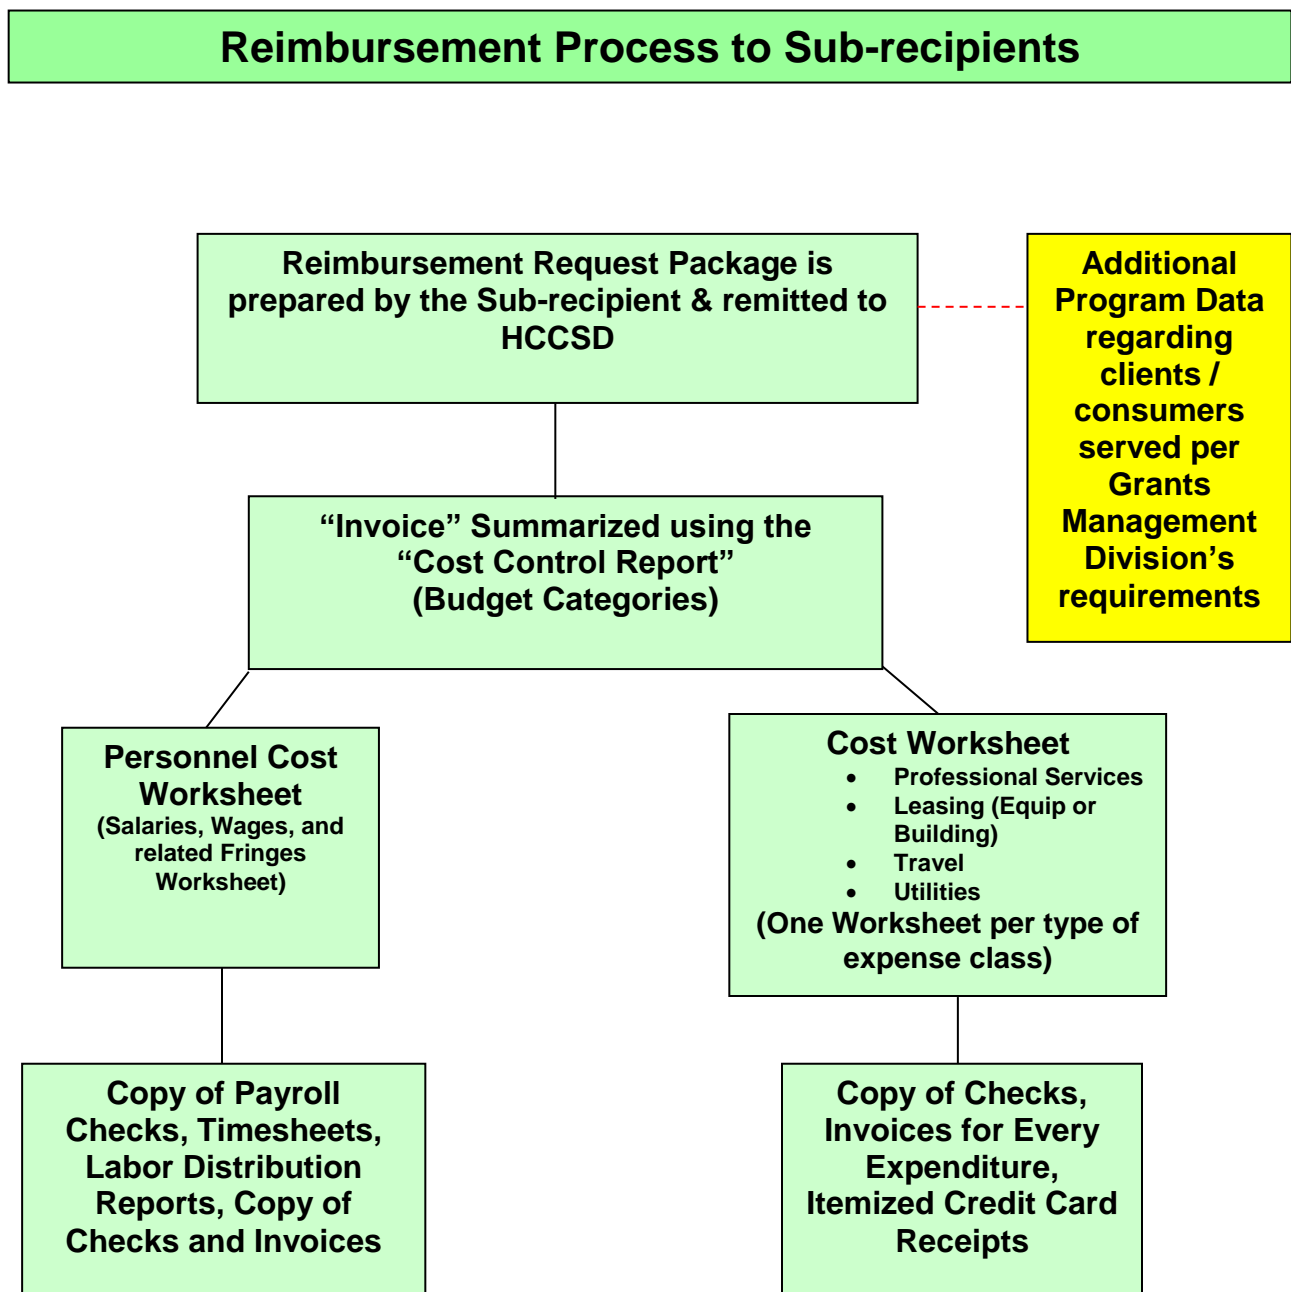 Reimbursement Process to Sub-recipients
Reimbursement Request Package is
prepared by the Sub-recipient & remitted to
HCCSD
Additional
Program Data
regarding
clients /
consumers
served per
Grants
Management
Division’s
requirements
“Invoice” Summarized using the
“Cost Control Report”
(Budget Categories)
Personnel Cost
Worksheet
(Salaries, Wages, and
related Fringes
Worksheet)
Cost Worksheet
• Professional Services
• Leasing (Equip or
Building)
• Travel
• Utilities
(One Worksheet per type of
expense class)
Copy of Payroll
Checks, Timesheets,
Labor Distribution
Reports, Copy of
Checks and Invoices
Copy of Checks,
Invoices for Every
Expenditure,
Itemized Credit Card
Receipts